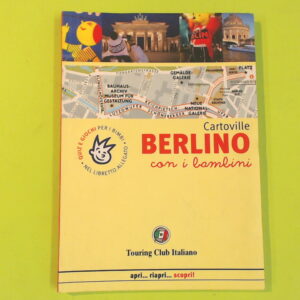 GEMÄLDE-
GALERIE
PLATZ
BAUHAUS-
ARCHIV
MUSEUM FÜR
GESTALTUNG
NEUE
NATIONAL
GALERIE
Cartoville
BERLINO
con i bambini
QUIZ E GIOCHI PER I BIMBI
NEL LIBRETTO ALLEGATO
Touring Club Italiano
apri... riapri... scopri!